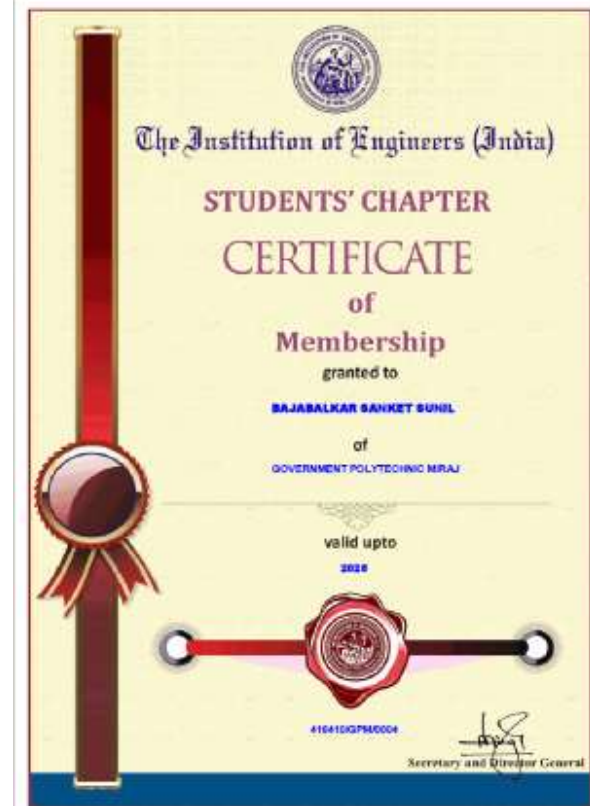 The Institution of Engineers (India)
STUDENTS' CHAPTER
CERTIFICATE
of
Membership
granted to
BAJABALKAR SANKET SUNIL
of
GOVERNMENT POLYTECHNIC MIRAJ
valid upto
Secretary and Director General